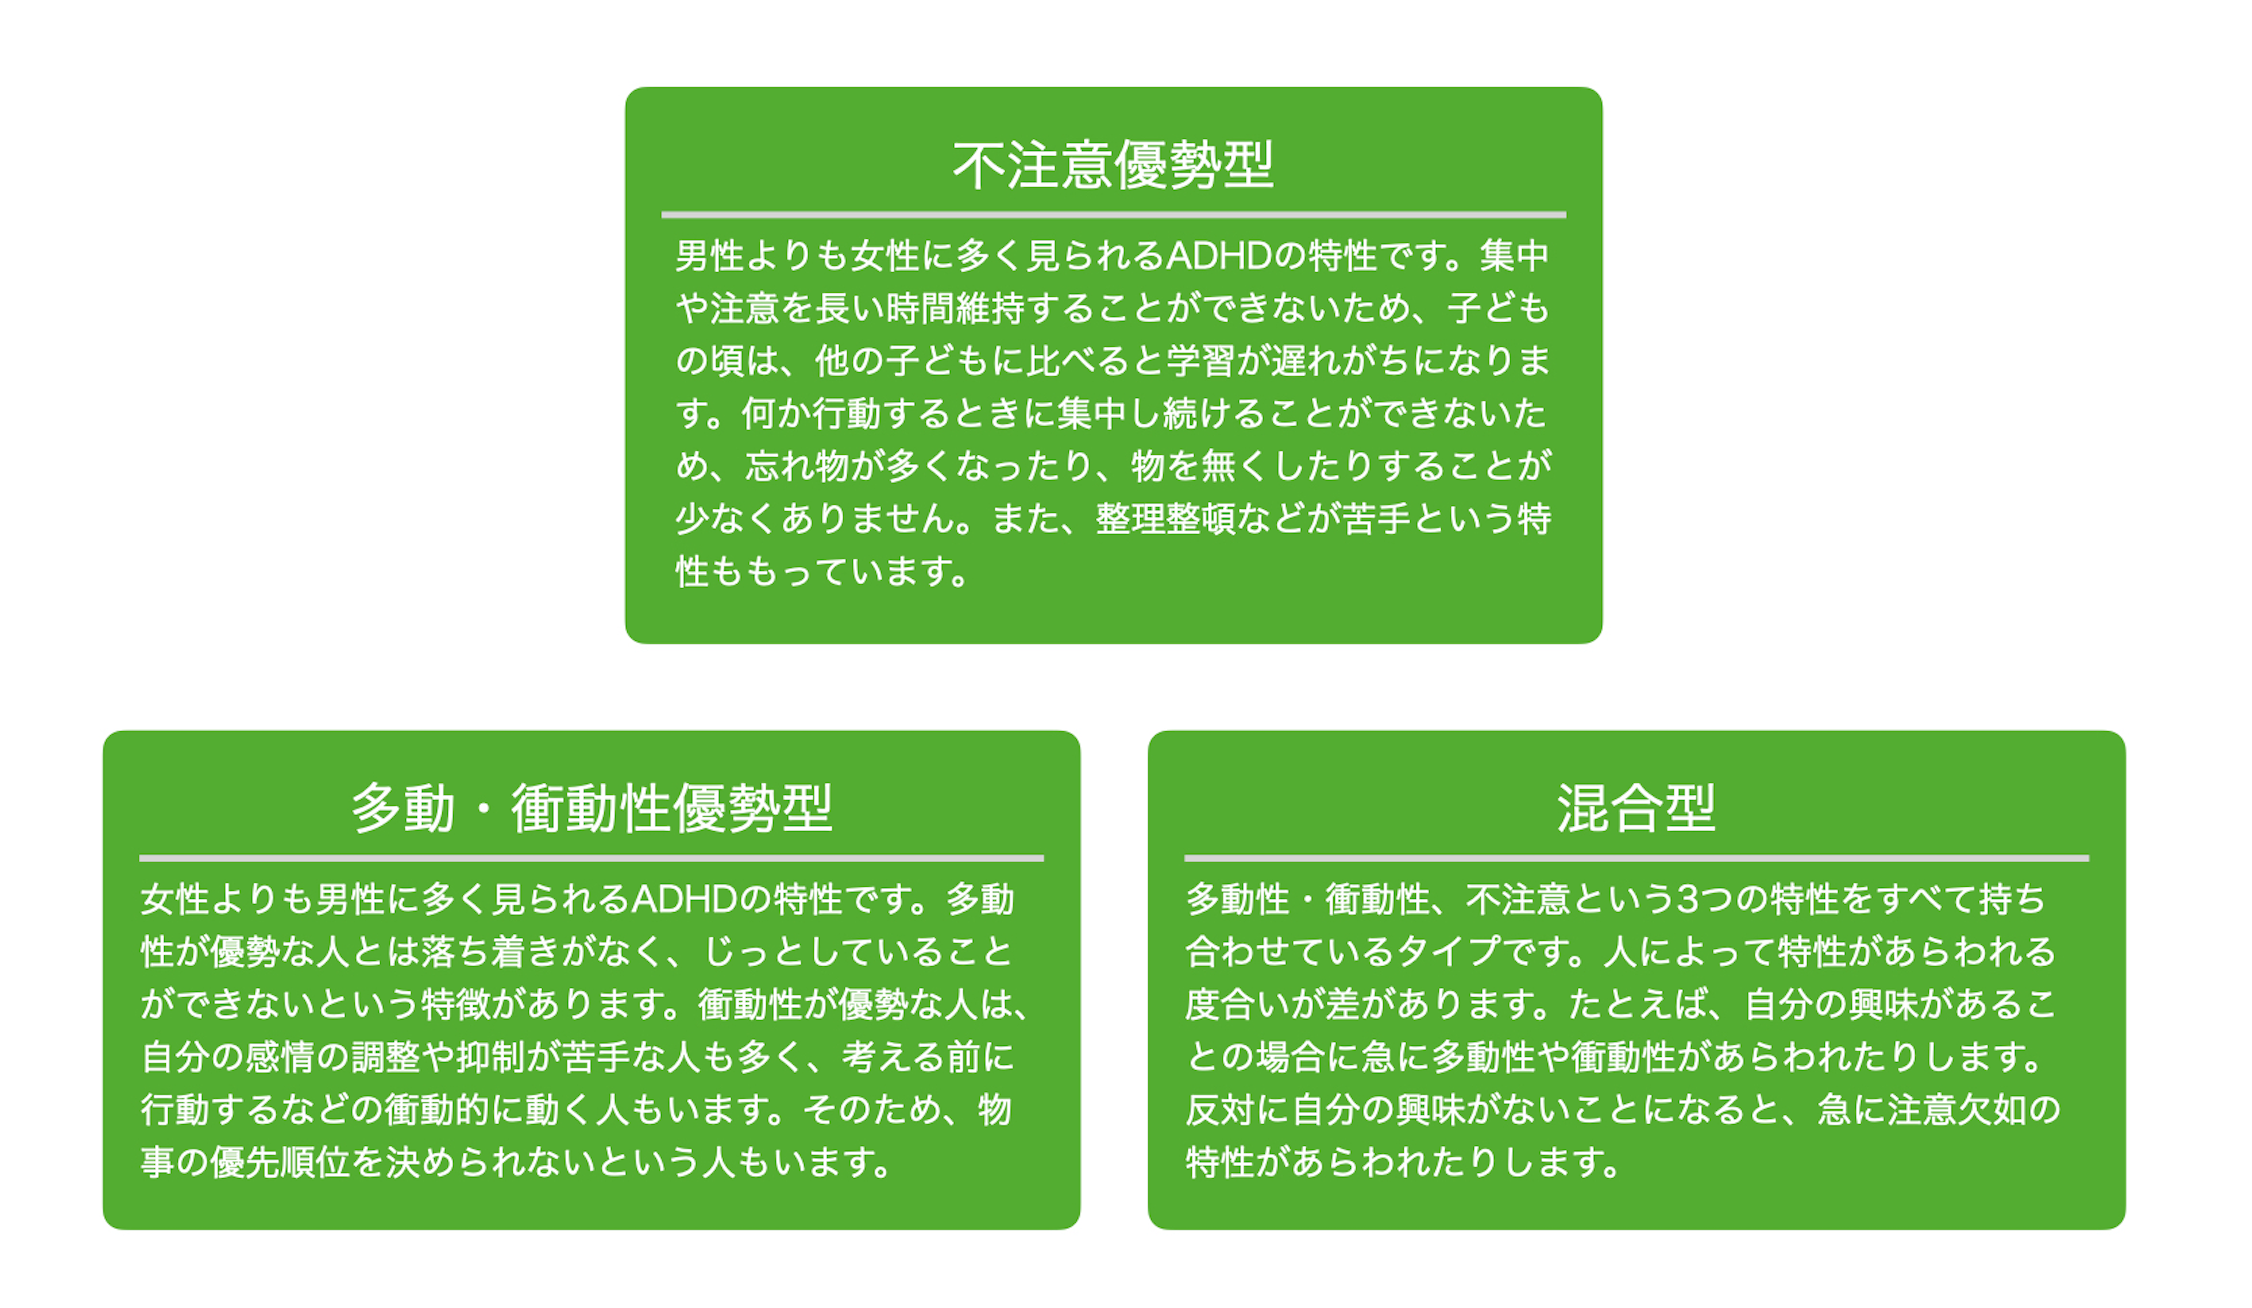 不注意優勢型
男性よりも女性に多く見られるADHDの特性です。集中
や注意を長い時間維持することができないため、子ども
の頃は、他の子どもに比べると学習が遅れがちになりま
す。何か行動するときに集中し続けることができないた
め、忘れ物が多くなったり、物を無くしたりすることが
少なくありません。また、整理整頓などが苦手という特
性ももっています。
多動・衝動性優勢型
女性よりも男性に多く見られるADHDの特性です。多動
性が優勢な人とは落ち着きがなく、じっとしていること
ができないという特徴があります。衝動性が優勢な人は、
自分の感情の調整や抑制が苦手な人も多く、考える前に
行動するなどの衝動的に動く人もいます。そのため、物
事の優先順位を決められないという人もいます。
混合型
多動性・衝動性、不注意という3つの特性をすべて持ち
合わせているタイプです。人によって特性があらわれる
度合いが差があります。たとえば、自分の興味があるこ
との場合に急に多動性や衝動性があらわれたりします。
反対に自分の興味がないことになると、急に注意欠如の
特性があらわれたりします。